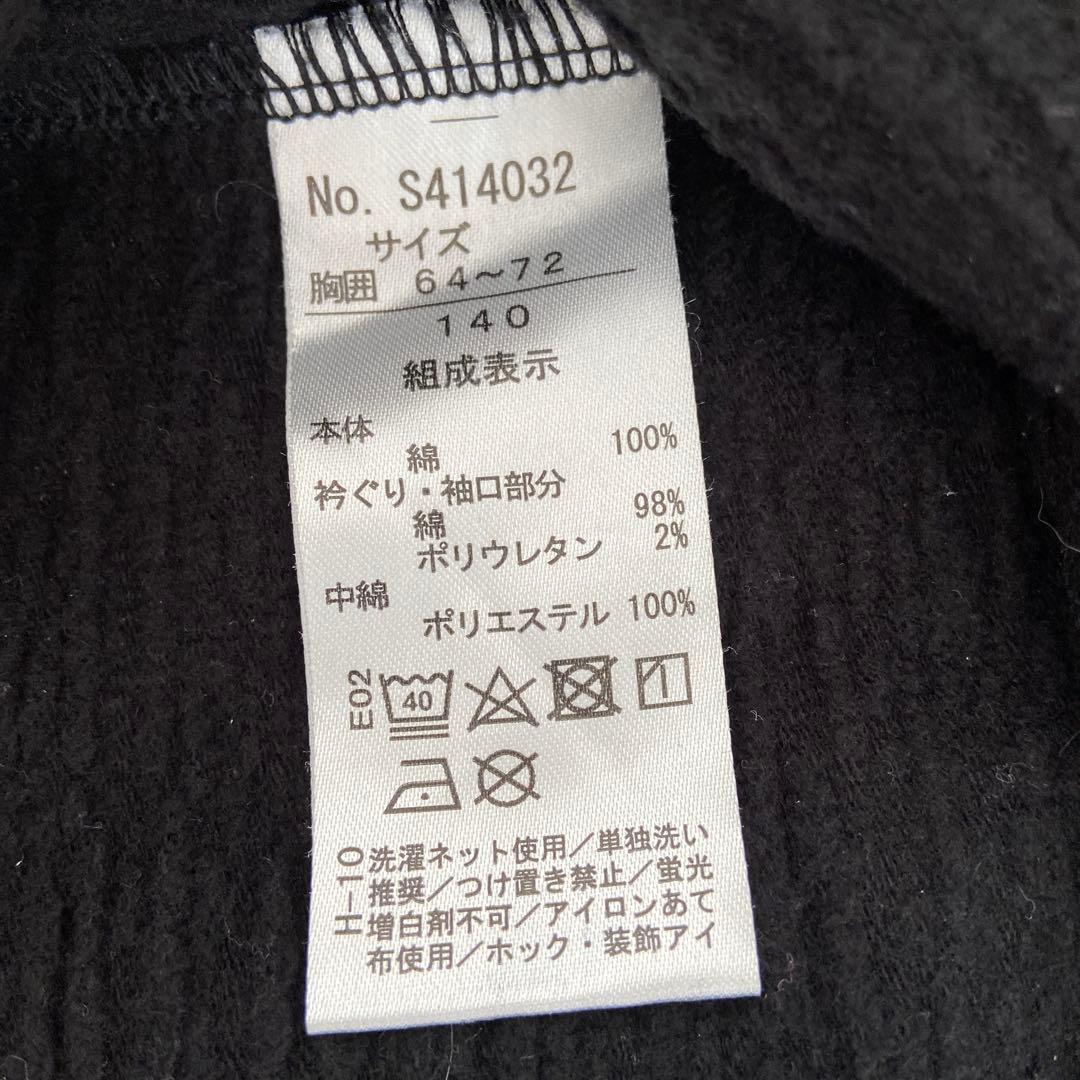 No. S414032
サイズ
胸囲 64～72
140
組成表示
本体
綿 100%
衿ぐり・袖口部分
綿 98%
ポリウレタン 2%
中綿
ポリエステル 100%
E02
40
H-10
洗濯ネット使用/単独洗い
推奨/つけ置き禁止/蛍光
増白剤不可/アイロンあて
布使用/ホック・装飾アイ